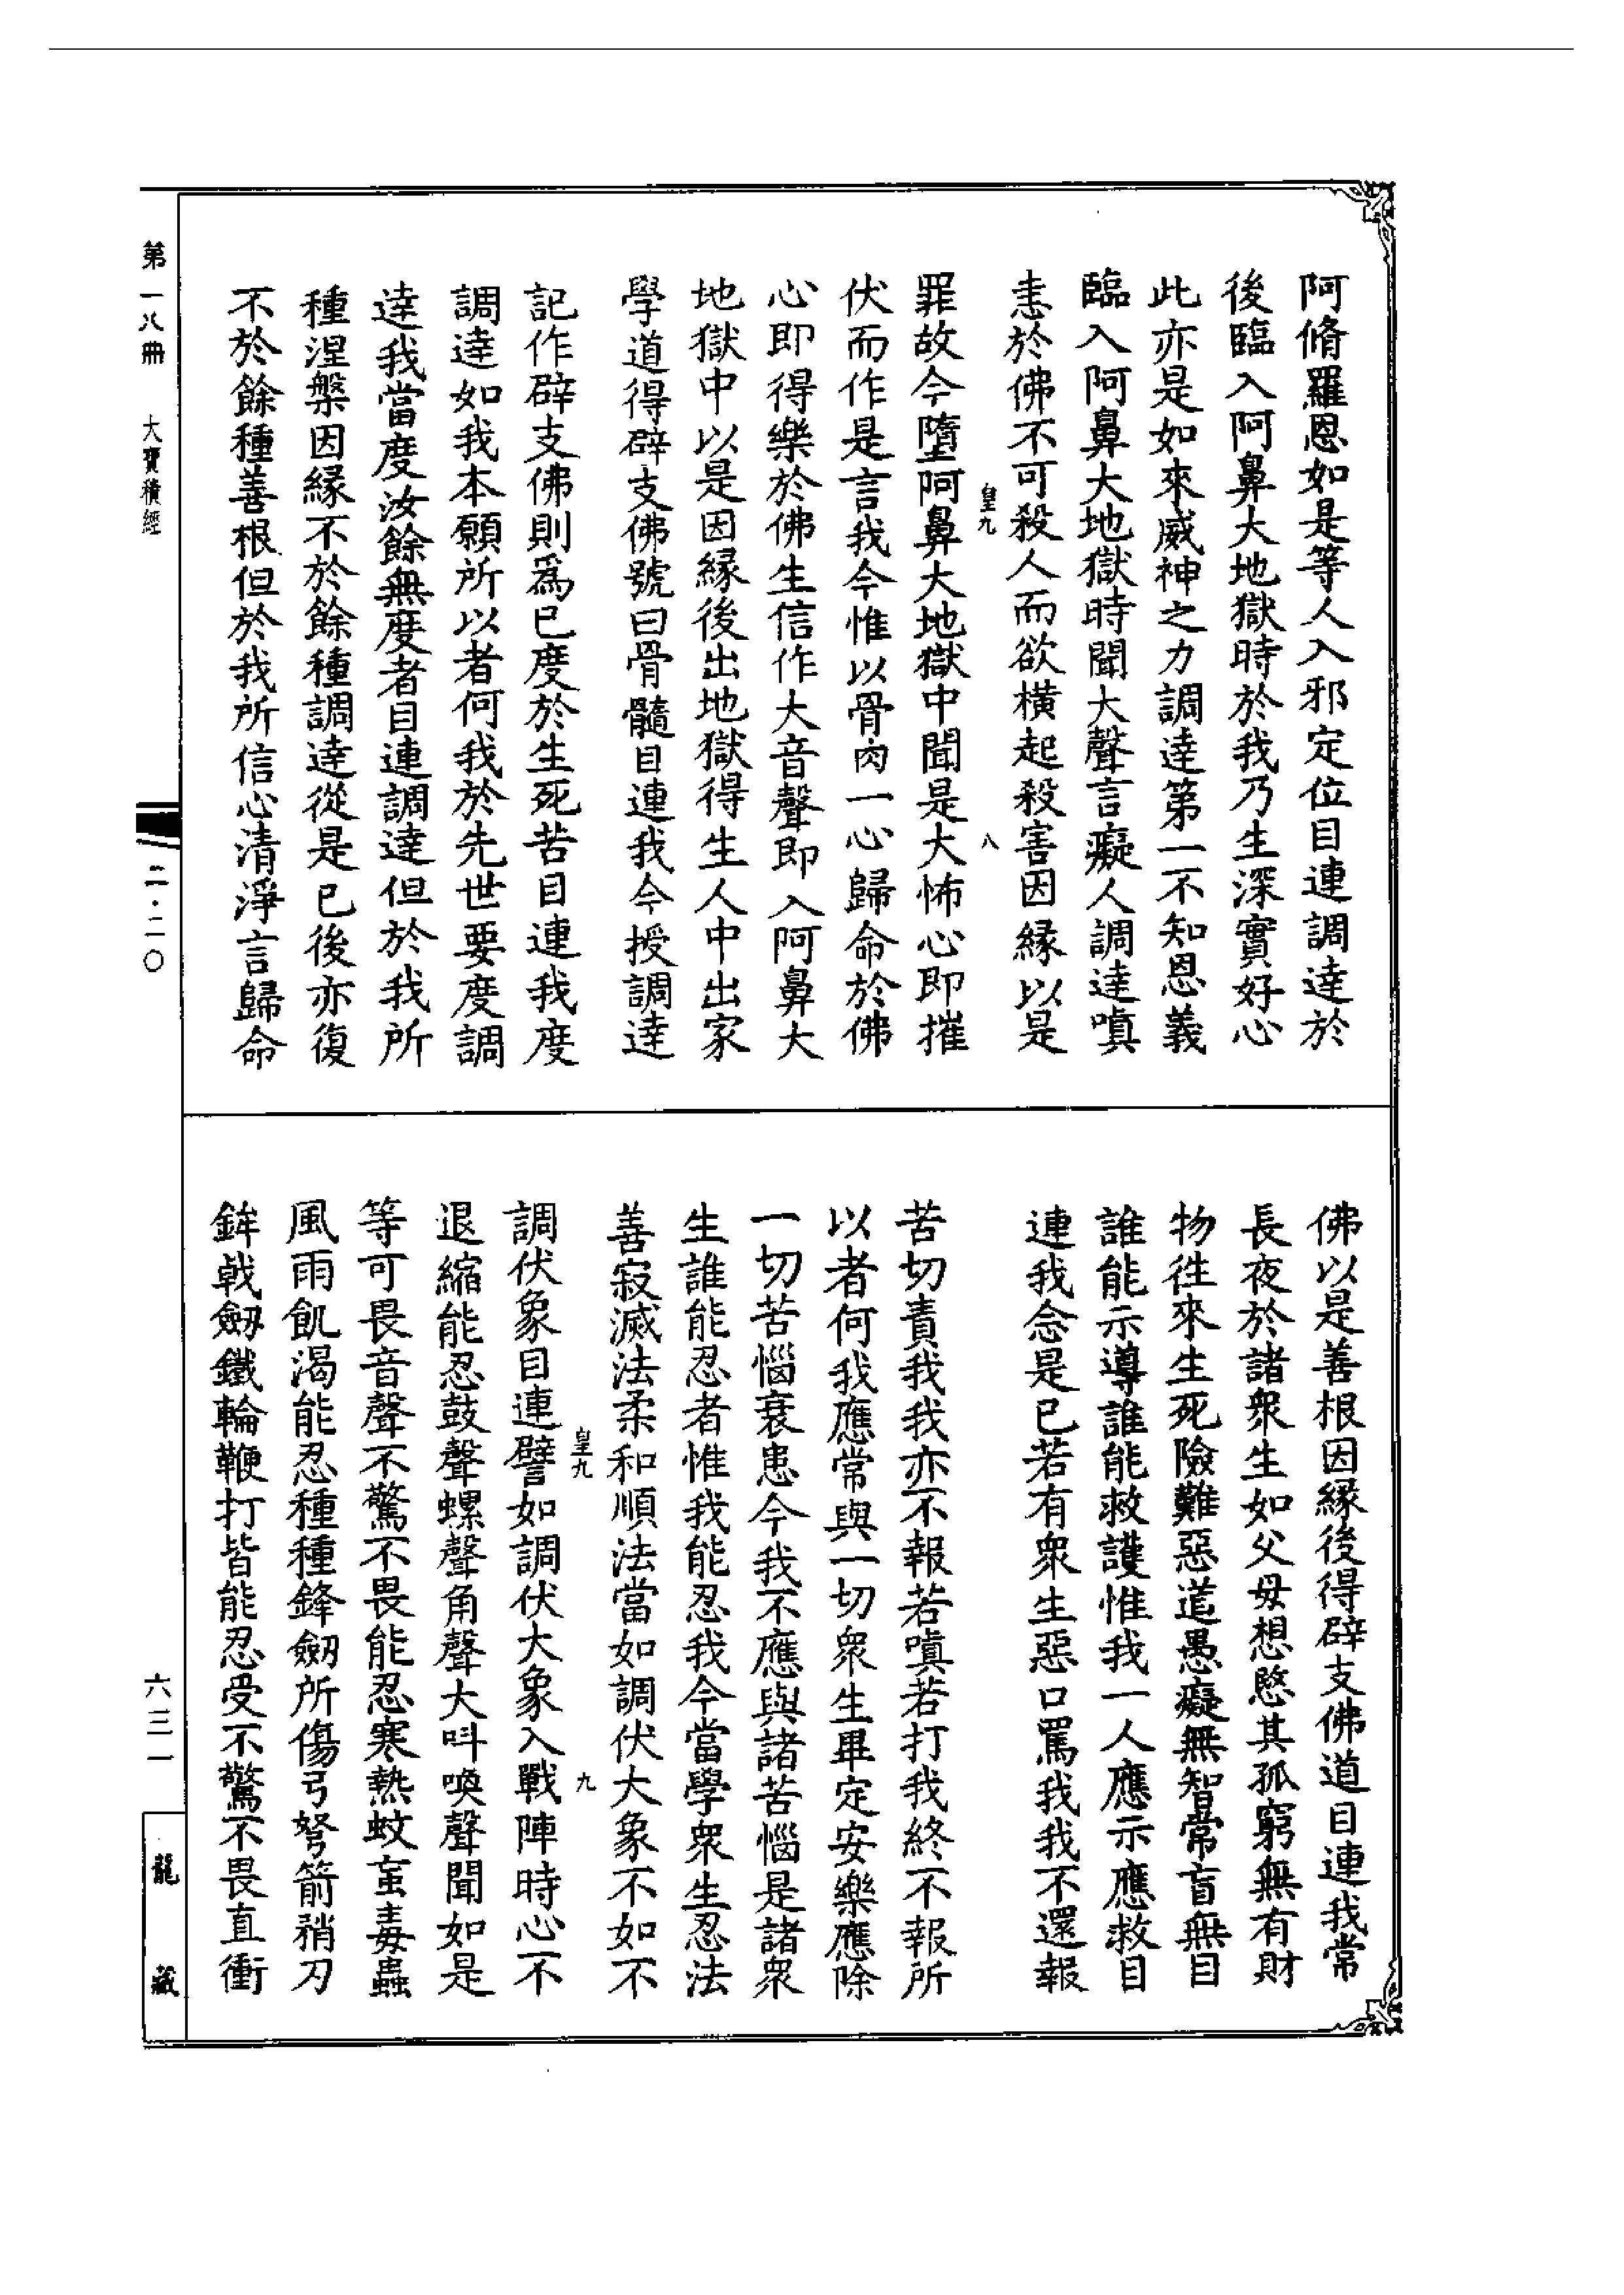 阿脩羅恩如是等人入邪定位目連調達於
後臨入阿鼻大地獄時於我乃生深實好心
此亦是如來威神之力調達第一不知恩義
臨入阿鼻大地獄時聞大聲言癡人調達嗔
恚於佛不可殺人而欲橫起殺害因緣以是
皇九
八
罪故今墮阿鼻大地獄中聞是大怖心即摧
伏而作是言我今惟以骨肉一心歸命於佛
心即得樂於佛生信作大音聲即入阿鼻大
地獄中以是因緣後出地獄得生人中出家
學道得辟支佛號曰骨髓目連我今授調達
記作辟支佛則爲已度於生死苦目連我度
調達如我本願所以者何我於先世要度調
達我當度汝餘無度者目連調達但於我所
種涅槃因緣不於餘種調達從是已後亦復
不於餘種善根但於我所信心清淨言歸命
佛以是善根因緣後得辟支佛道目連我常
長夜於諸衆生如父母想愍其孤窮無有財
物往來生死險難惡道愚癡無智常盲無目
誰能示導誰能救護惟我一人應示應救目
連我念是已若有衆生惡口罵我我不還報
苦切責我我亦不報若嗔若打我終不報所
以者何我應常與一切衆生畢定安樂應除
一切苦惱衰患今我不應與諸苦惱是諸衆
生誰能忍者惟我能忍我今當學衆生忍法
善寂滅法柔和順法當如調伏大象不如不
皇九
九
調伏象目連譬如調伏大象入戰陣時心不
退縮能忍鼓聲螺聲角聲大呌喚聲聞如是
等可畏音聲不驚不畏能忍寒熱蚊䖟毒蟲
風雨飢渴能忍種種鋒劒所傷弓弩箭矟刀
鉾戟劒鐵輪鞭打皆能忍受不驚不畏直衝
第一八冊
大寶積經
二·二〇
六三一
龍藏